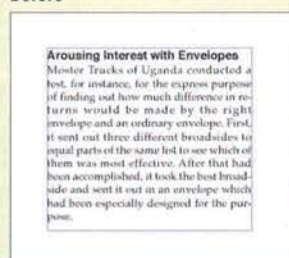 Before
Arousing Interest with Envelopes
Moster Tracks of Uganda conducted a
test, for instance, for the express purpose
of finding out how much difference in re-
turns would be made by the right
envelope and an ordinary envelope. First,
it sent out three different broadsides to
equal parts of the same list to see which of
them was most effective. After that had
been accomplished, it took the best broad-
side and sent it out in an envelope which
had been especially designed for the pur-
pose.